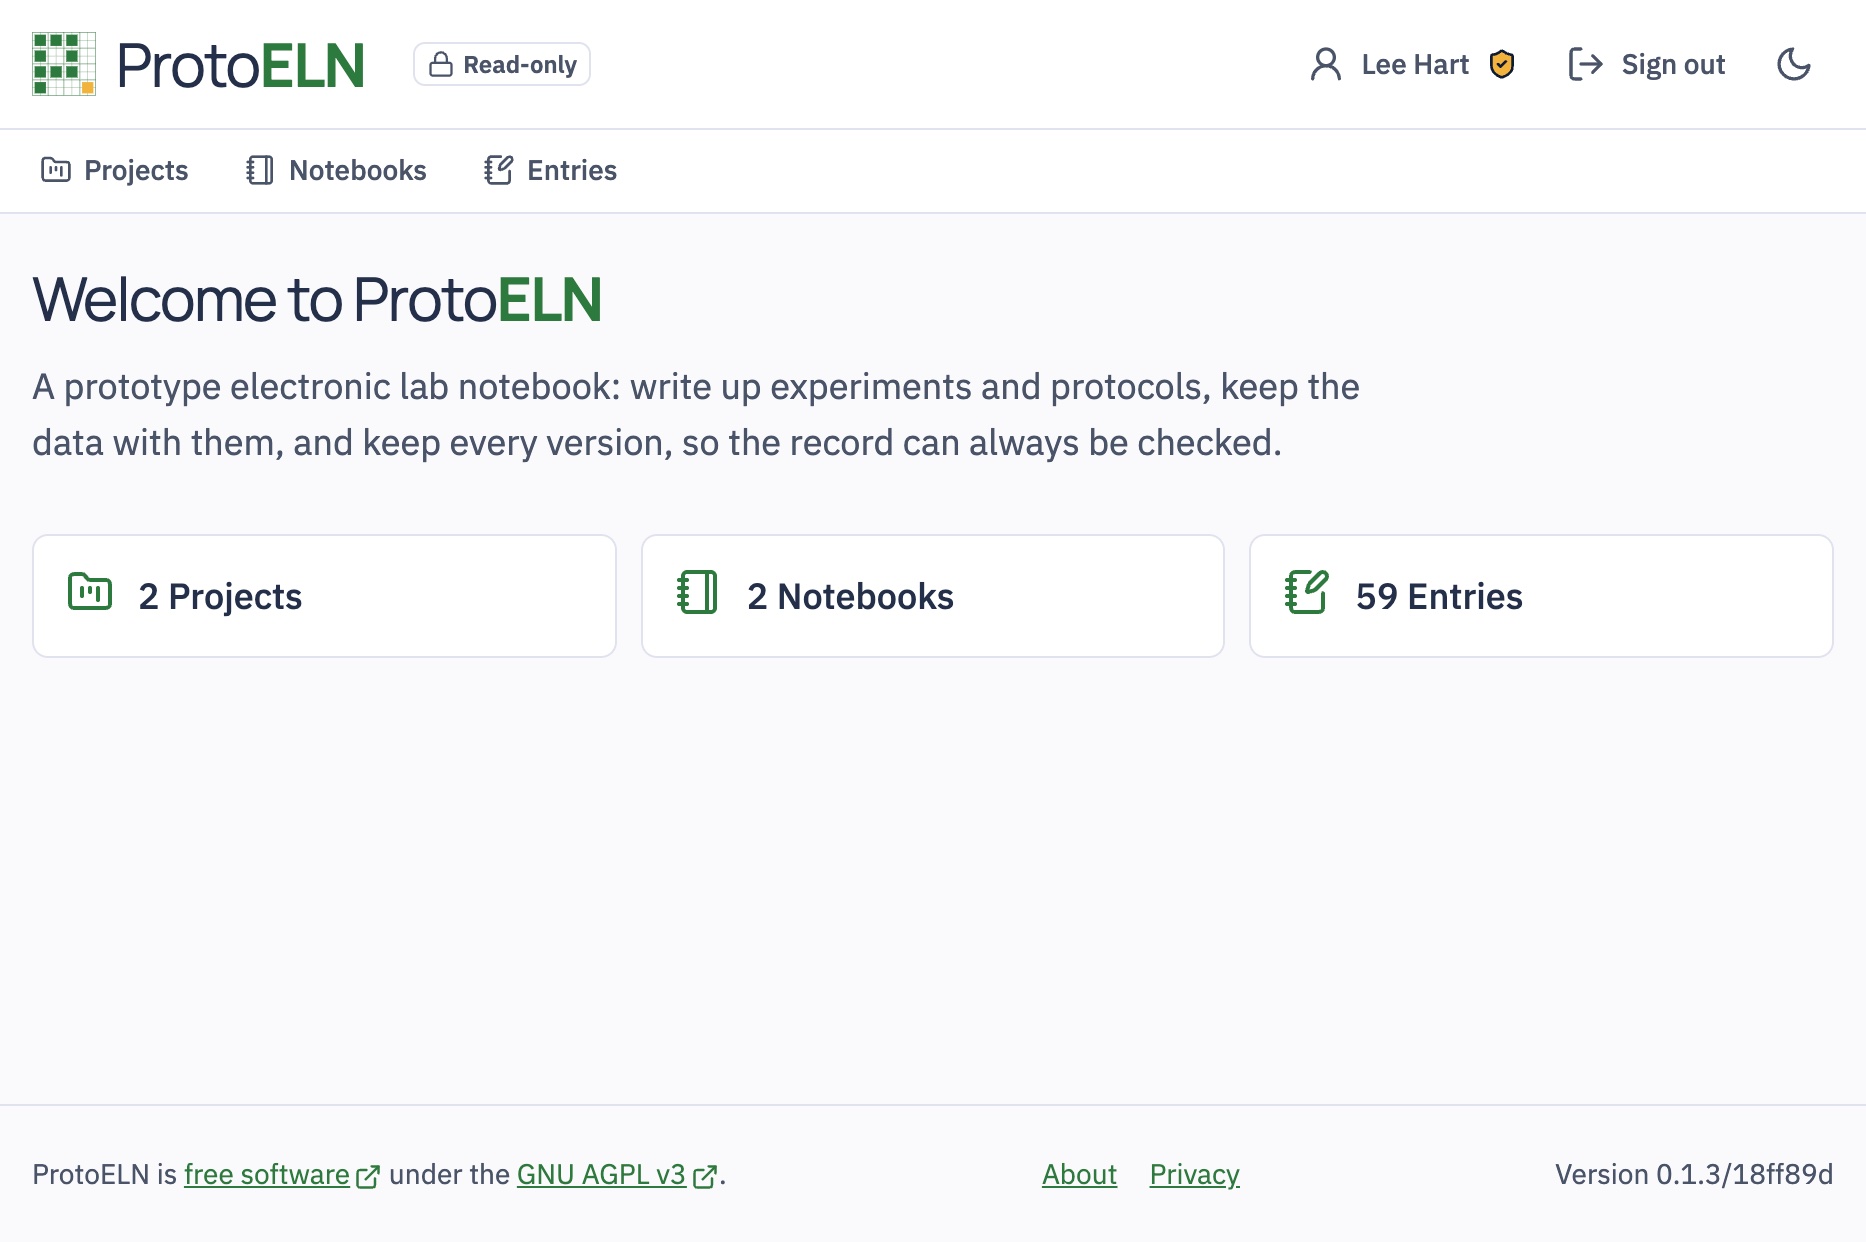 ProtoELN
Read-only
Lee Hart
Sign out
Projects
Notebooks
Entries
Welcome to ProtoELN
A prototype electronic lab notebook: write up experiments and protocols, keep the
data with them, and keep every version, so the record can always be checked.
2 Projects
2 Notebooks
59 Entries
ProtoELN is free software under the GNU AGPL v3.
About
Privacy
Version 0.1.3/18ff89d